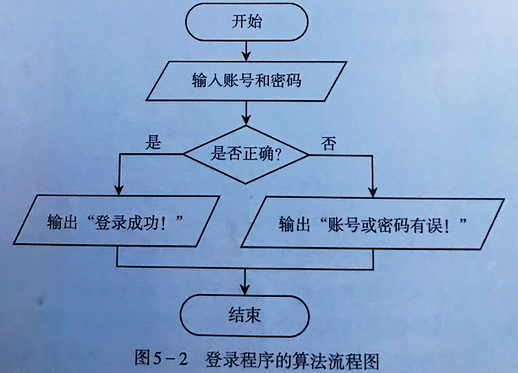 开始
输入账号和密码
是否正确?
是
否
输出“登录成功!”
输出“账号或密码有误!”
结束
图5-2 登录程序的算法流程图